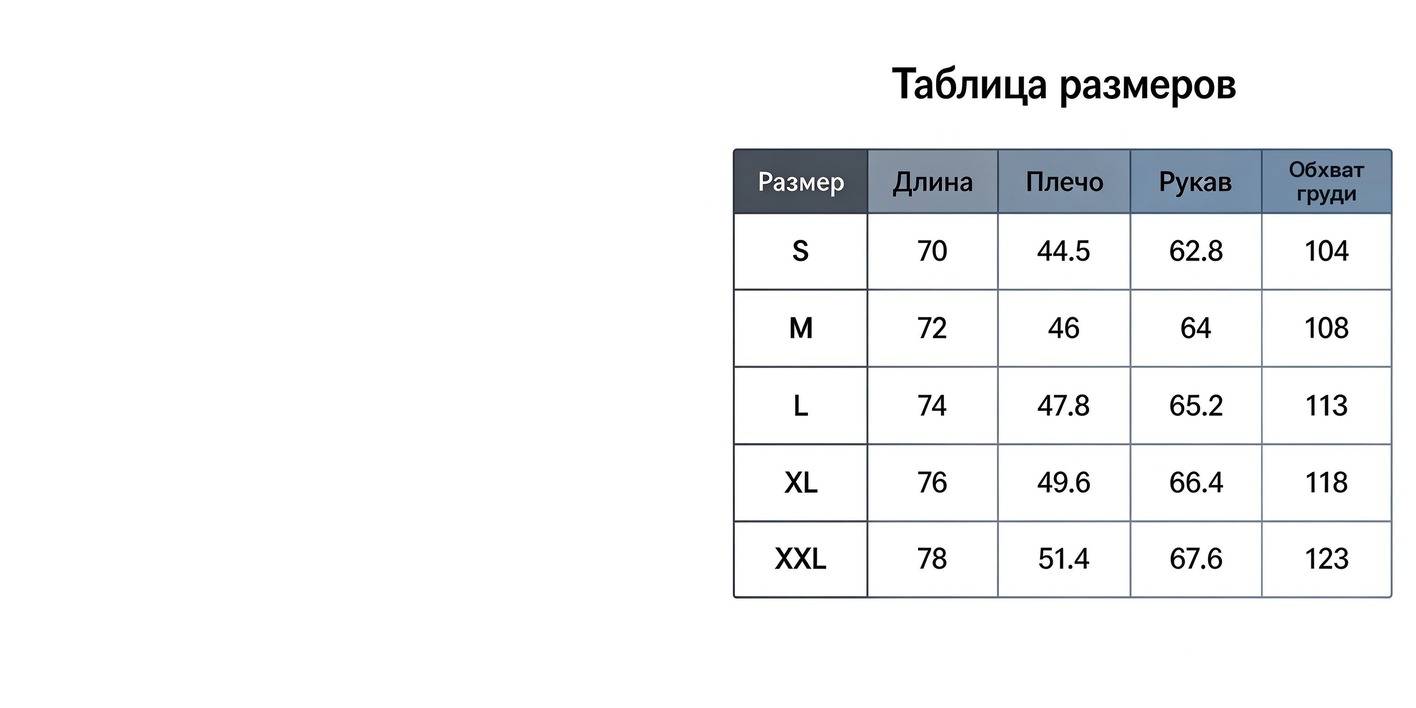 Таблица размеров
Размер Длина Плечо Рукав Обхват груди
S 70 44.5 62.8 104
M 72 46 64 108
L 74 47.8 65.2 113
XL 76 49.6 66.4 118
XXL 78 51.4 67.6 123